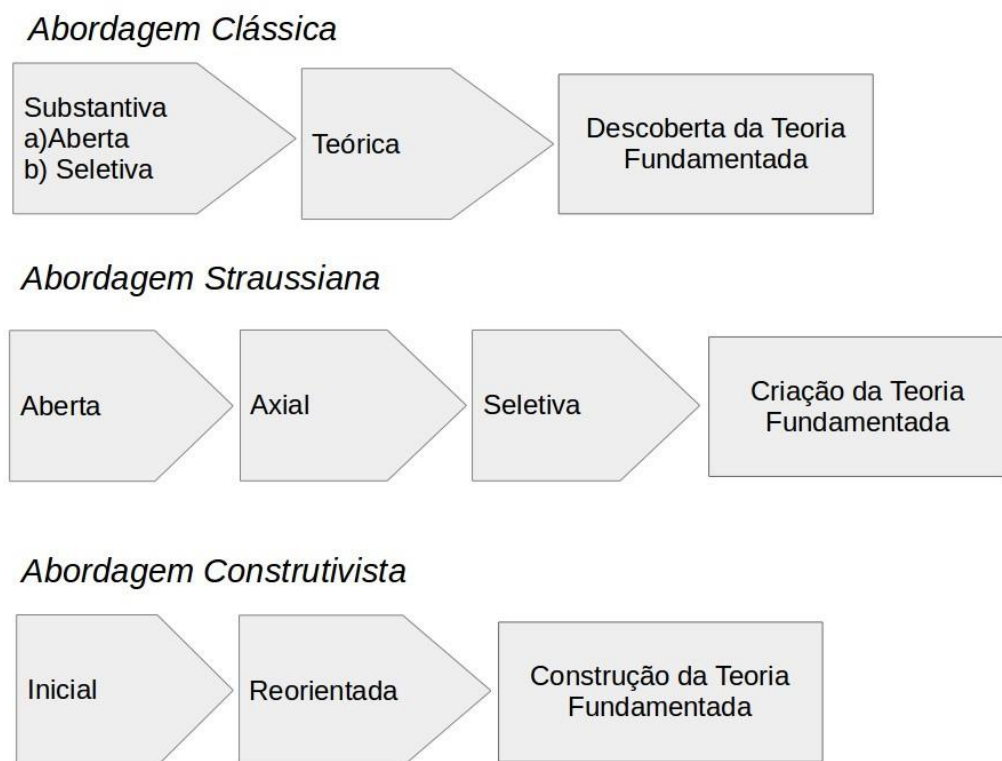 Abordagem Clássica
Substantiva
a)Aberta
b) Seletiva
Teórica
Descoberta da Teoria
Fundamentada
Abordagem Straussiana
Aberta
Axial
Seletiva
Criação da Teoria
Fundamentada
Abordagem Construtivista
Inicial
Reorientada
Construção da Teoria
Fundamentada